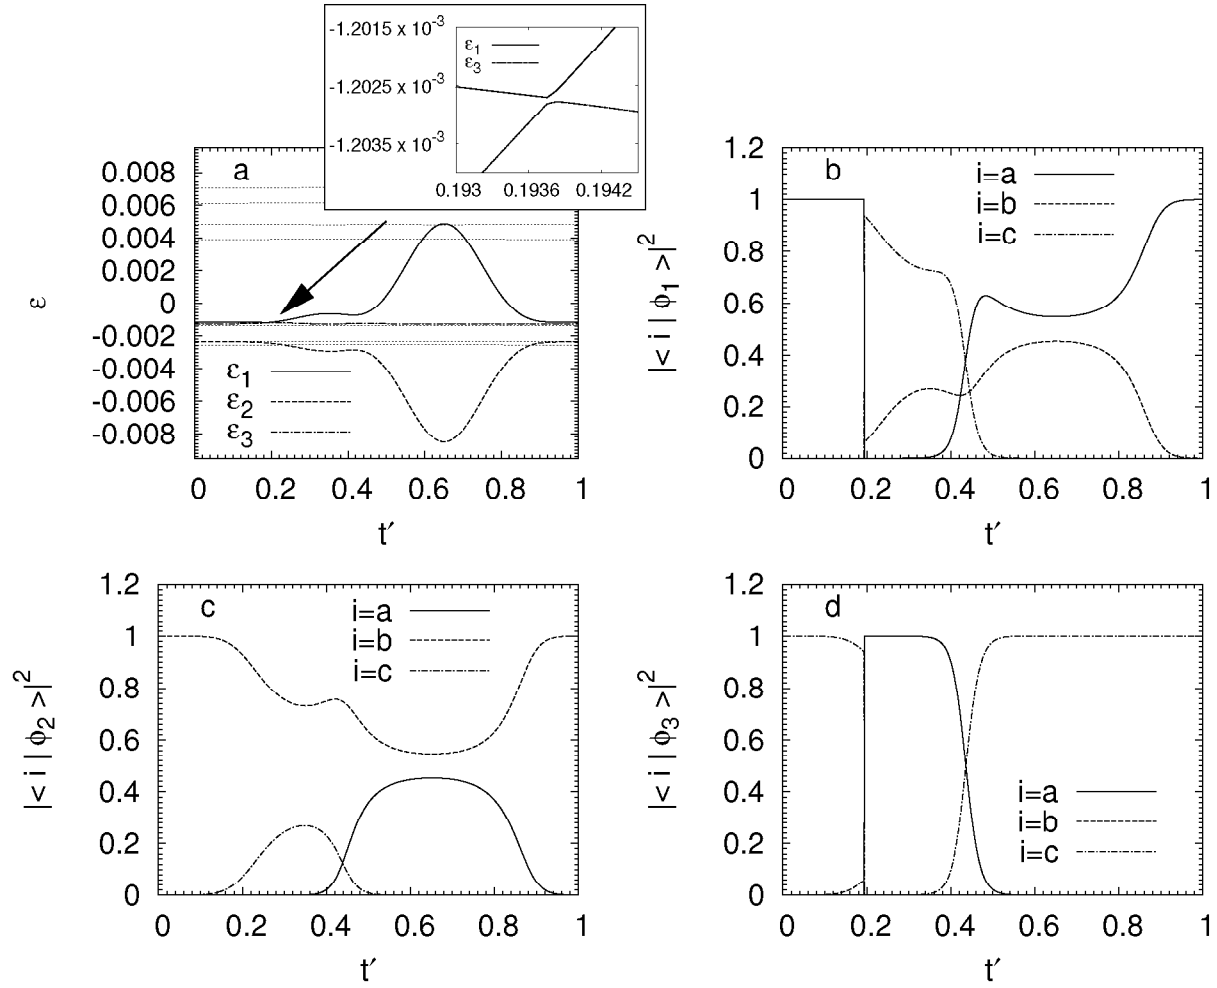 -1.2015 x 10⁻³
-1.2025 x 10⁻³
-1.2035 x 10⁻³
ε₁
ε₃
0.193 0.1936 0.1942
a
0.008
0.006
0.004
0.002
0
-0.002
-0.004
-0.006
-0.008
ε
ε₁
ε₂
ε₃
0 0.2 0.4 0.6 0.8 1
t′
b
1.2
1
0.8
0.6
0.4
0.2
0
|< i | ϕ₁ >|²
i=a
i=b
i=c
0 0.2 0.4 0.6 0.8 1
t′
c
1.2
1
0.8
0.6
0.4
0.2
0
|< i | ϕ₂ >|²
i=a
i=b
i=c
0 0.2 0.4 0.6 0.8 1
t′
d
1.2
1
0.8
0.6
0.4
0.2
0
|< i | ϕ₃ >|²
i=a
i=b
i=c
0 0.2 0.4 0.6 0.8 1
t′